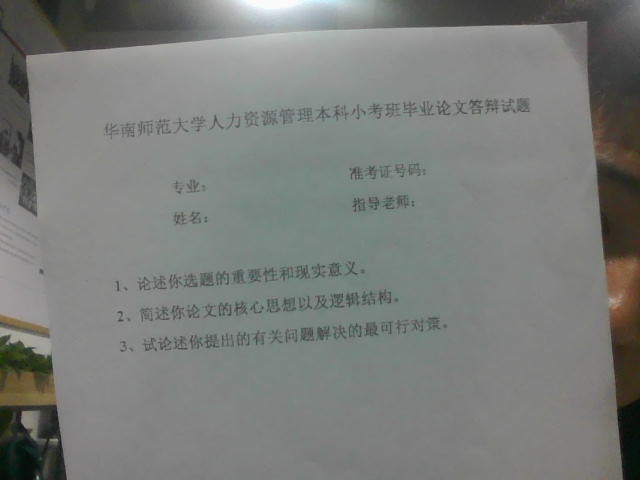 华南师范大学人力资源管理本科小考班毕业论文答辩试题
专业： 准考证号码：
姓名： 指导老师：
1、论述你选题的重要性和现实意义。
2、简述你论文的核心思想以及逻辑结构。
3、试论述你提出的有关问题解决的最可行对策。